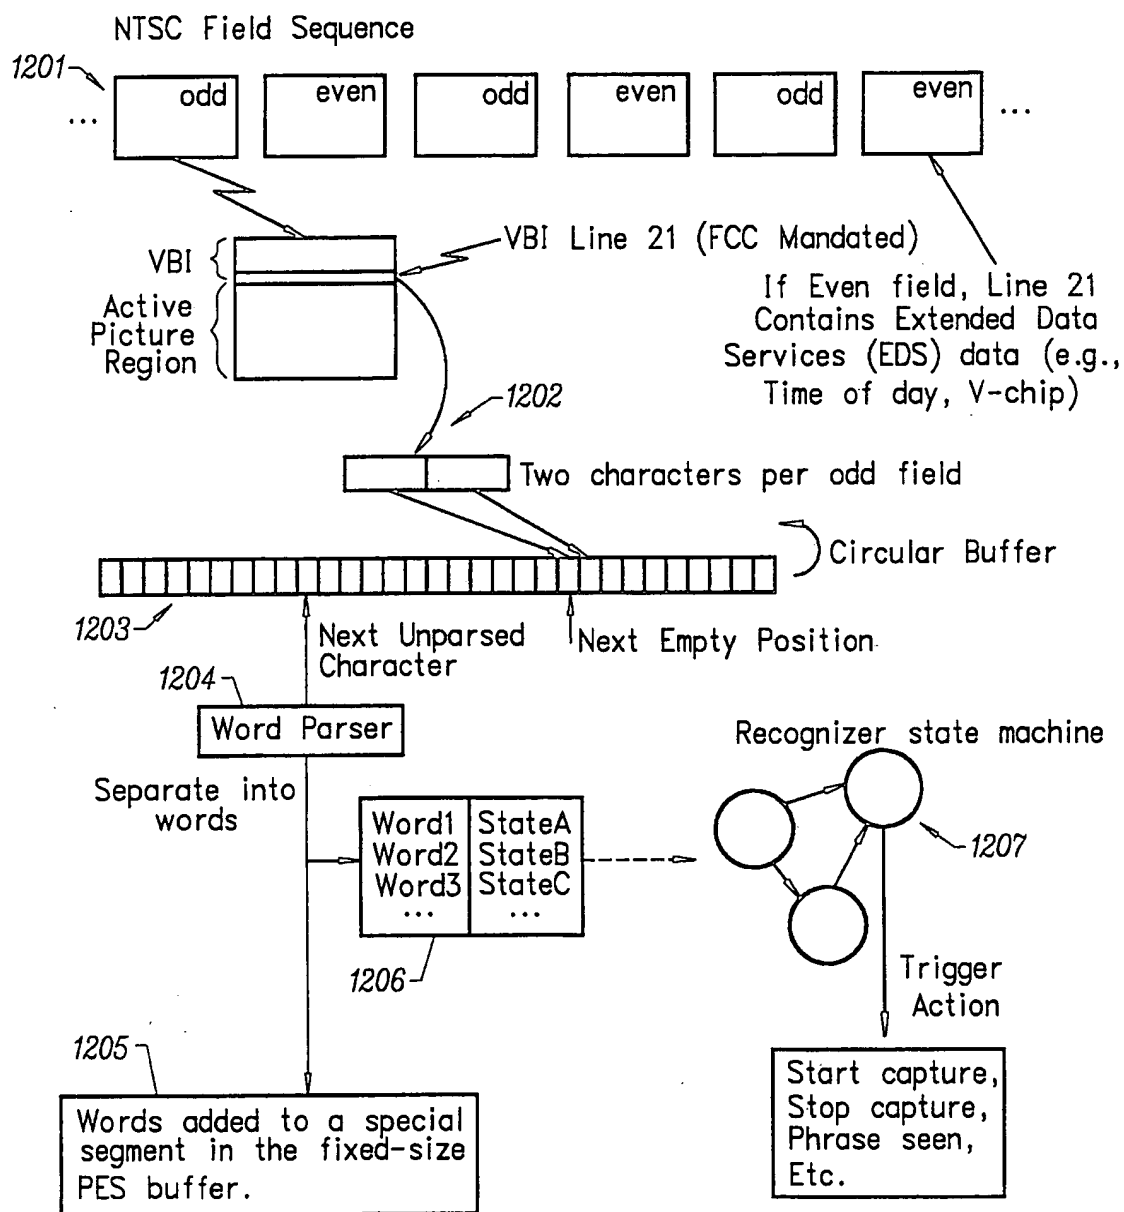 NTSC Field Sequence
1201
... odd even odd even odd even ...
VBI
VBI Line 21 (FCC Mandated)
Active
Picture
Region
If Even field, Line 21
Contains Extended Data
Services (EDS) data (e.g.,
Time of day, V-chip)
1202
Two characters per odd field
Circular Buffer
1203
Next Unparsed
Character
Next Empty Position
1204
Word Parser
Separate into
words
Word1 StateA
Word2 StateB
Word3 StateC
... ...
1206
Recognizer state machine
1207
Trigger
Action
1205
Words added to a special
segment in the fixed-size
PES buffer.
Start capture,
Stop capture,
Phrase seen,
Etc.